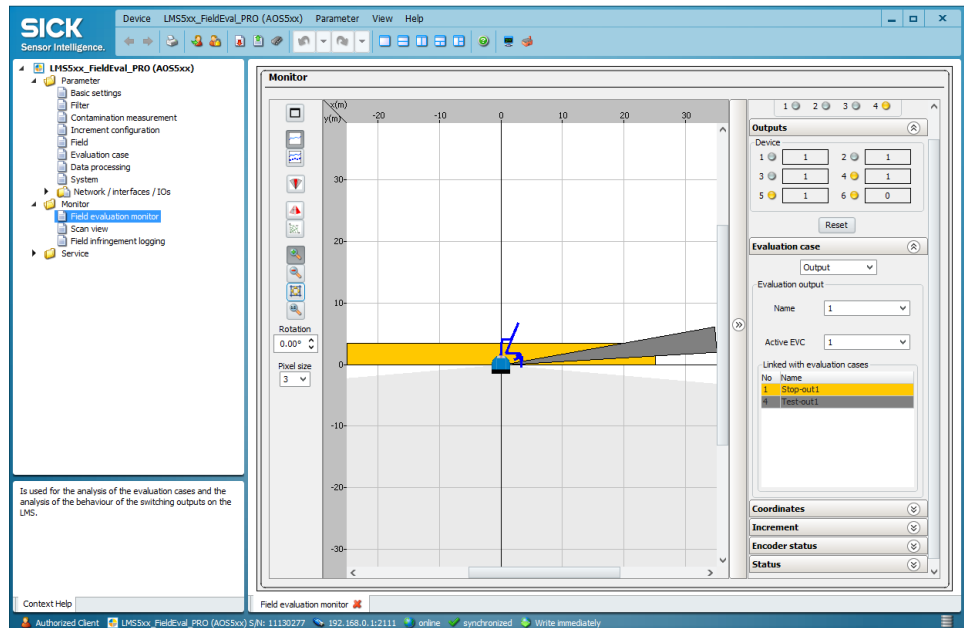 SICK
Sensor Intelligence.
Device LMS5xx_FieldEval_PRO (AOS5xx) Parameter View Help
LMS5xx_FieldEval_PRO (AOS5xx)
Parameter
Basic settings
Filter
Contamination measurement
Increment configuration
Field
Evaluation case
Data processing
System
Network / interfaces / IOs
Monitor
Field evaluation monitor
Scan view
Field infringement logging
Service
Is used for the analysis of the evaluation cases and the
analysis of the behaviour of the switching outputs on the
LMS.
Context Help
Monitor
Rotation
0.00°
Pixel size
3
x(m)
y(m)
-20 -10 0 10 20 30
30
20
10
0
-10
-20
-30
1 2 3 4
Outputs
Device
1 1 2 1
3 1 4 1
5 1 6 0
Reset
Evaluation case
Output
Evaluation output
Name 1
Active EVC 1
Linked with evaluation cases
No Name
1 Stop-out1
4 Test-out1
Coordinates
Increment
Encoder status
Status
Field evaluation monitor
Authorized Client LMS5xx_FieldEval_PRO (AOS5xx) S/N: 11130277 192.168.0.1:2111 online synchronized Write immediately